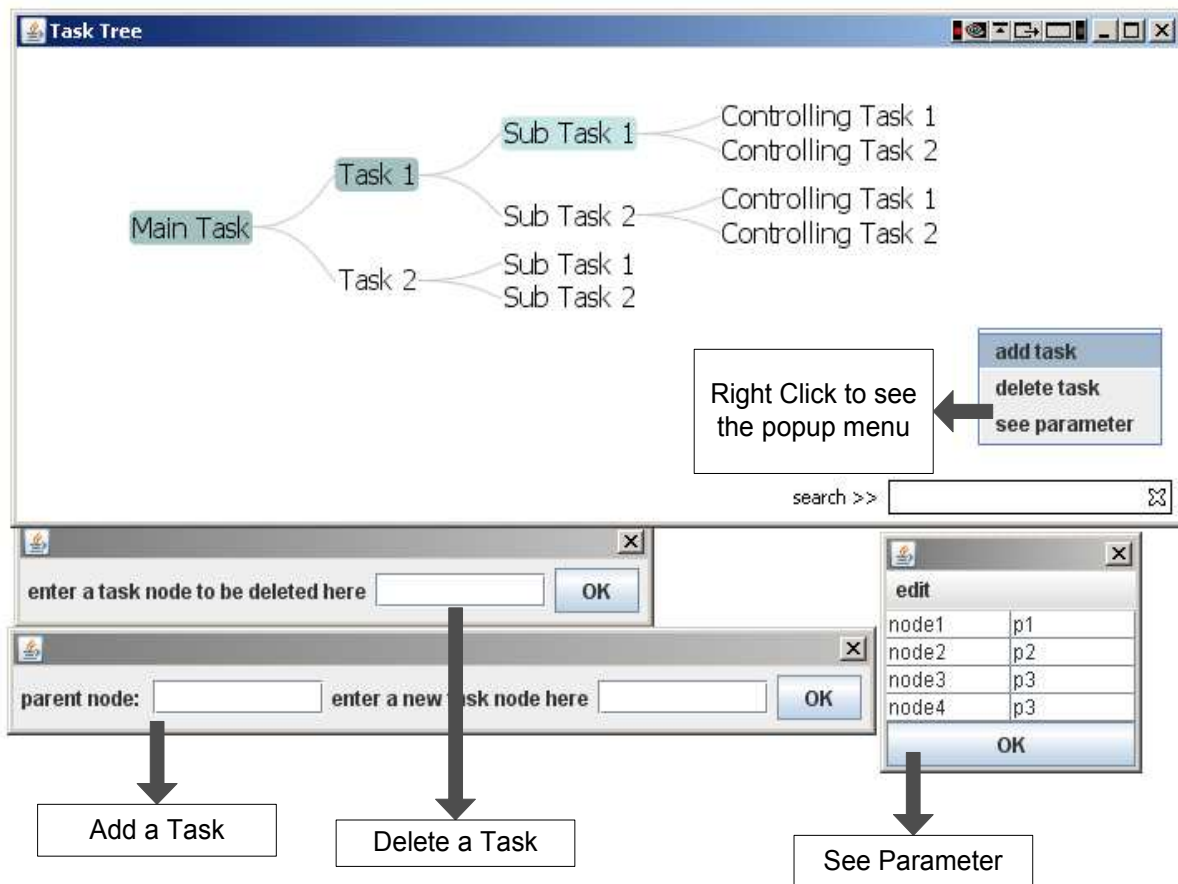 Task Tree
Controlling Task 1
Sub Task 1
Controlling Task 2
Task 1
Controlling Task 1
Sub Task 2
Controlling Task 2
Main Task
Sub Task 1
Task 2
Sub Task 2
add task
delete task
see parameter
Right Click to see
the popup menu
search >>
enter a task node to be deleted here
OK
parent node:
enter a new task node here
OK
edit
node1 p1
node2 p2
node3 p3
node4 p3
OK
Add a Task
Delete a Task
See Parameter